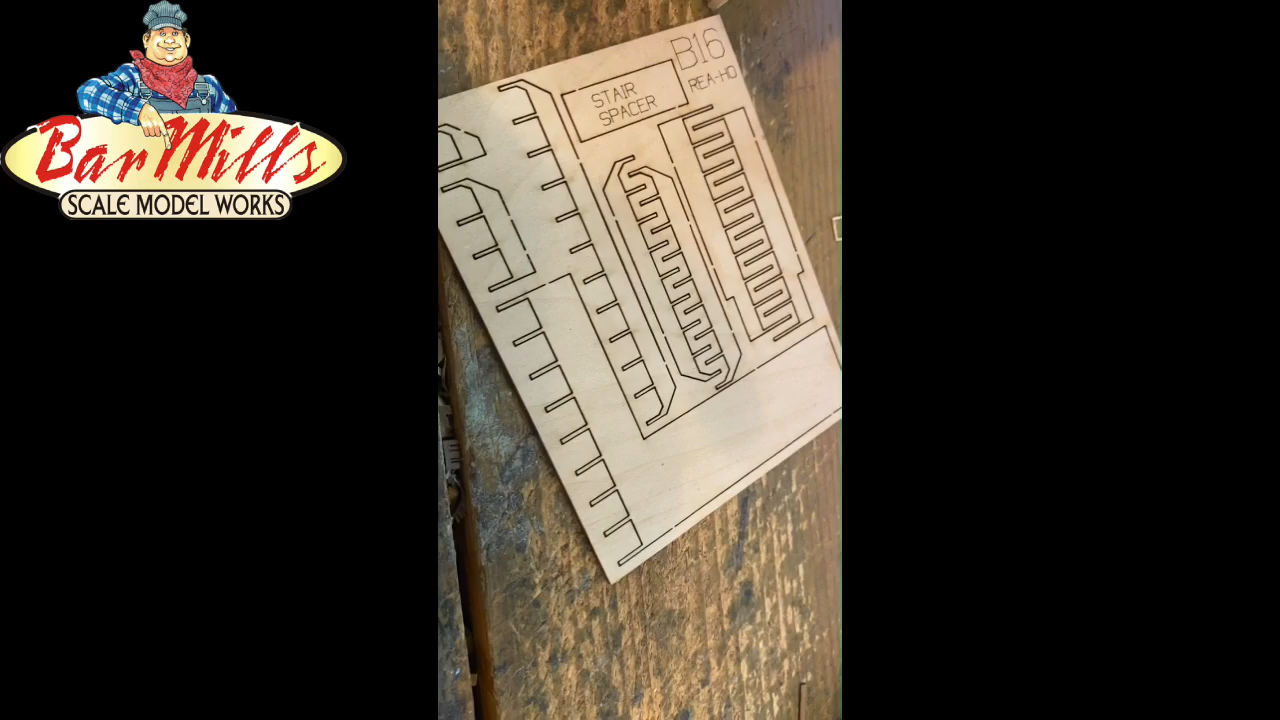 Bar Mills
SCALE MODEL WORKS
B16
REA-HO
STAIR
SPACER